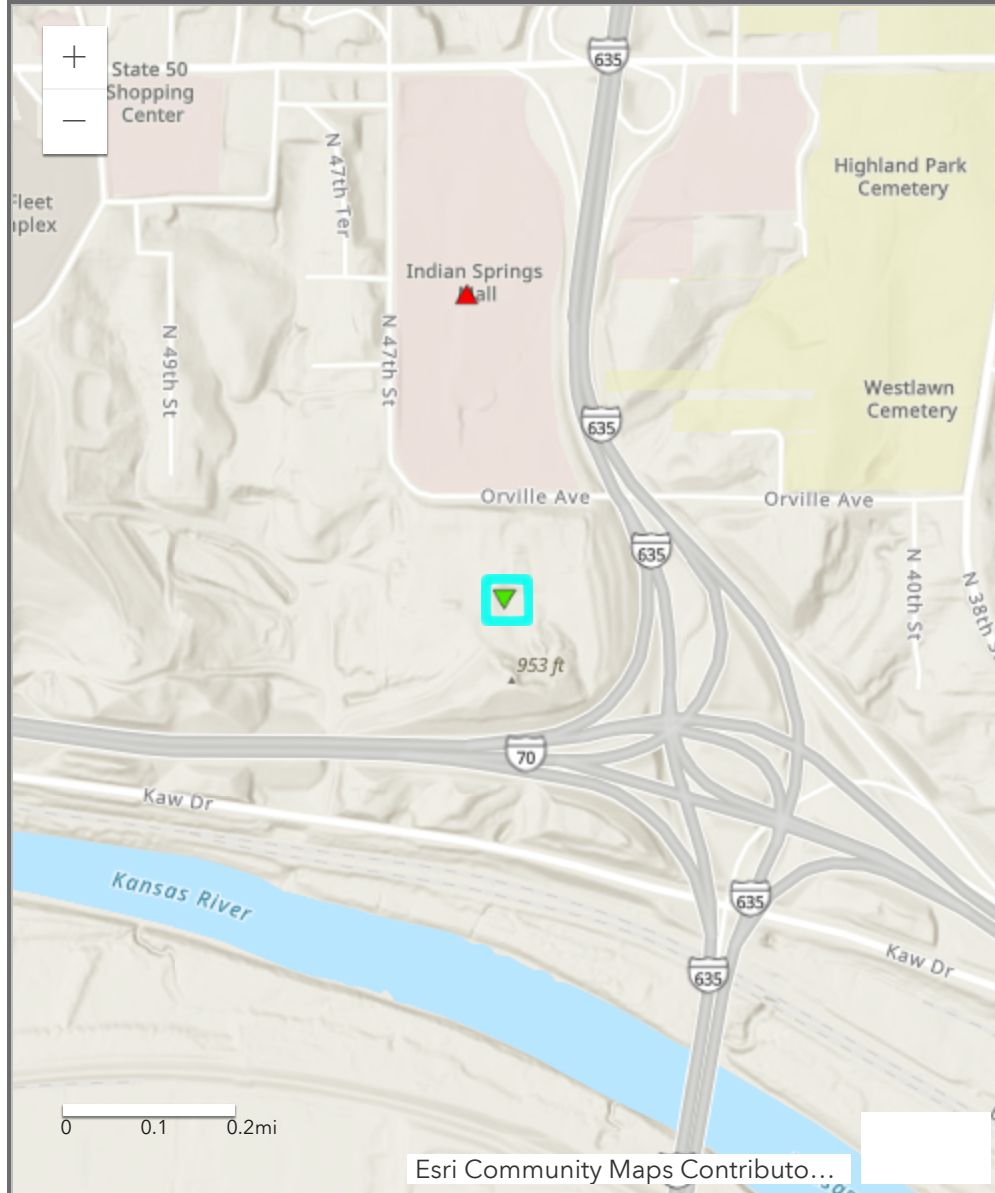 +
−
635
State 50
Shopping
Center
N 47th Ter
Highland Park
Cemetery
Fleet
Indian Springs
N 49th St
N 47th St
Westlawn
Cemetery
635
Orville Ave
Orville Ave
635
N 40th St
N 38th
953 ft
70
Kaw Dr
Kansas River
635
Kaw Dr
635
0
0.1
0.2mi
Esri Community Maps Contributo...